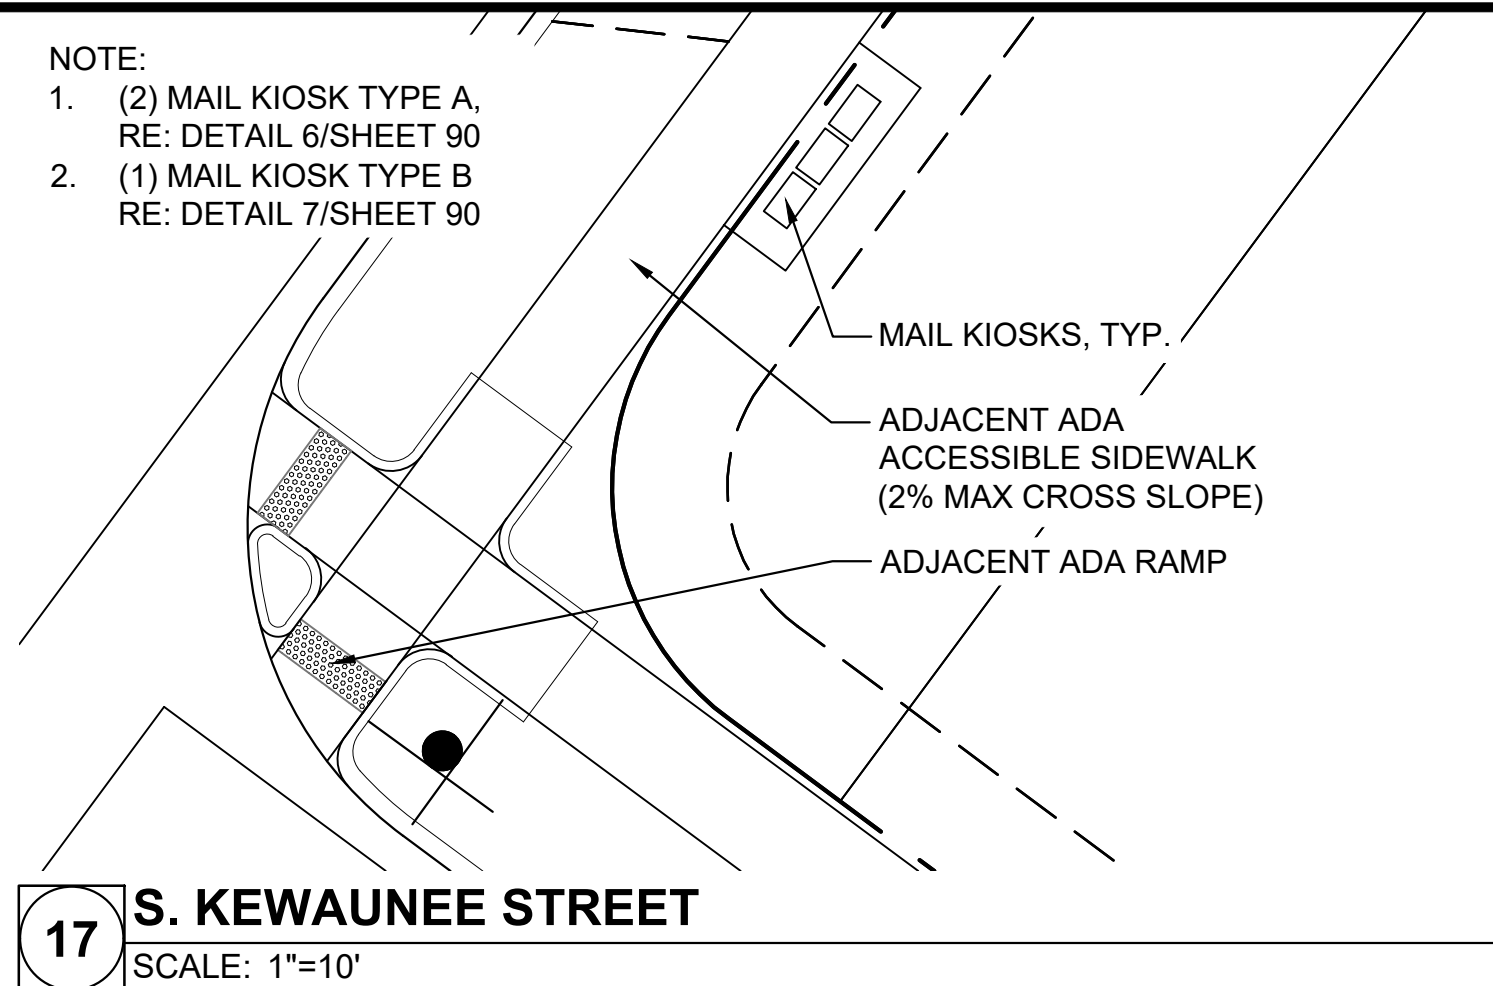 NOTE:
1. (2) MAIL KIOSK TYPE A,
RE: DETAIL 6/SHEET 90
2. (1) MAIL KIOSK TYPE B
RE: DETAIL 7/SHEET 90
MAIL KIOSKS, TYP.
ADJACENT ADA
ACCESSIBLE SIDEWALK
(2% MAX CROSS SLOPE)
ADJACENT ADA RAMP
17
S. KEWAUNEE STREET
SCALE: 1"=10'